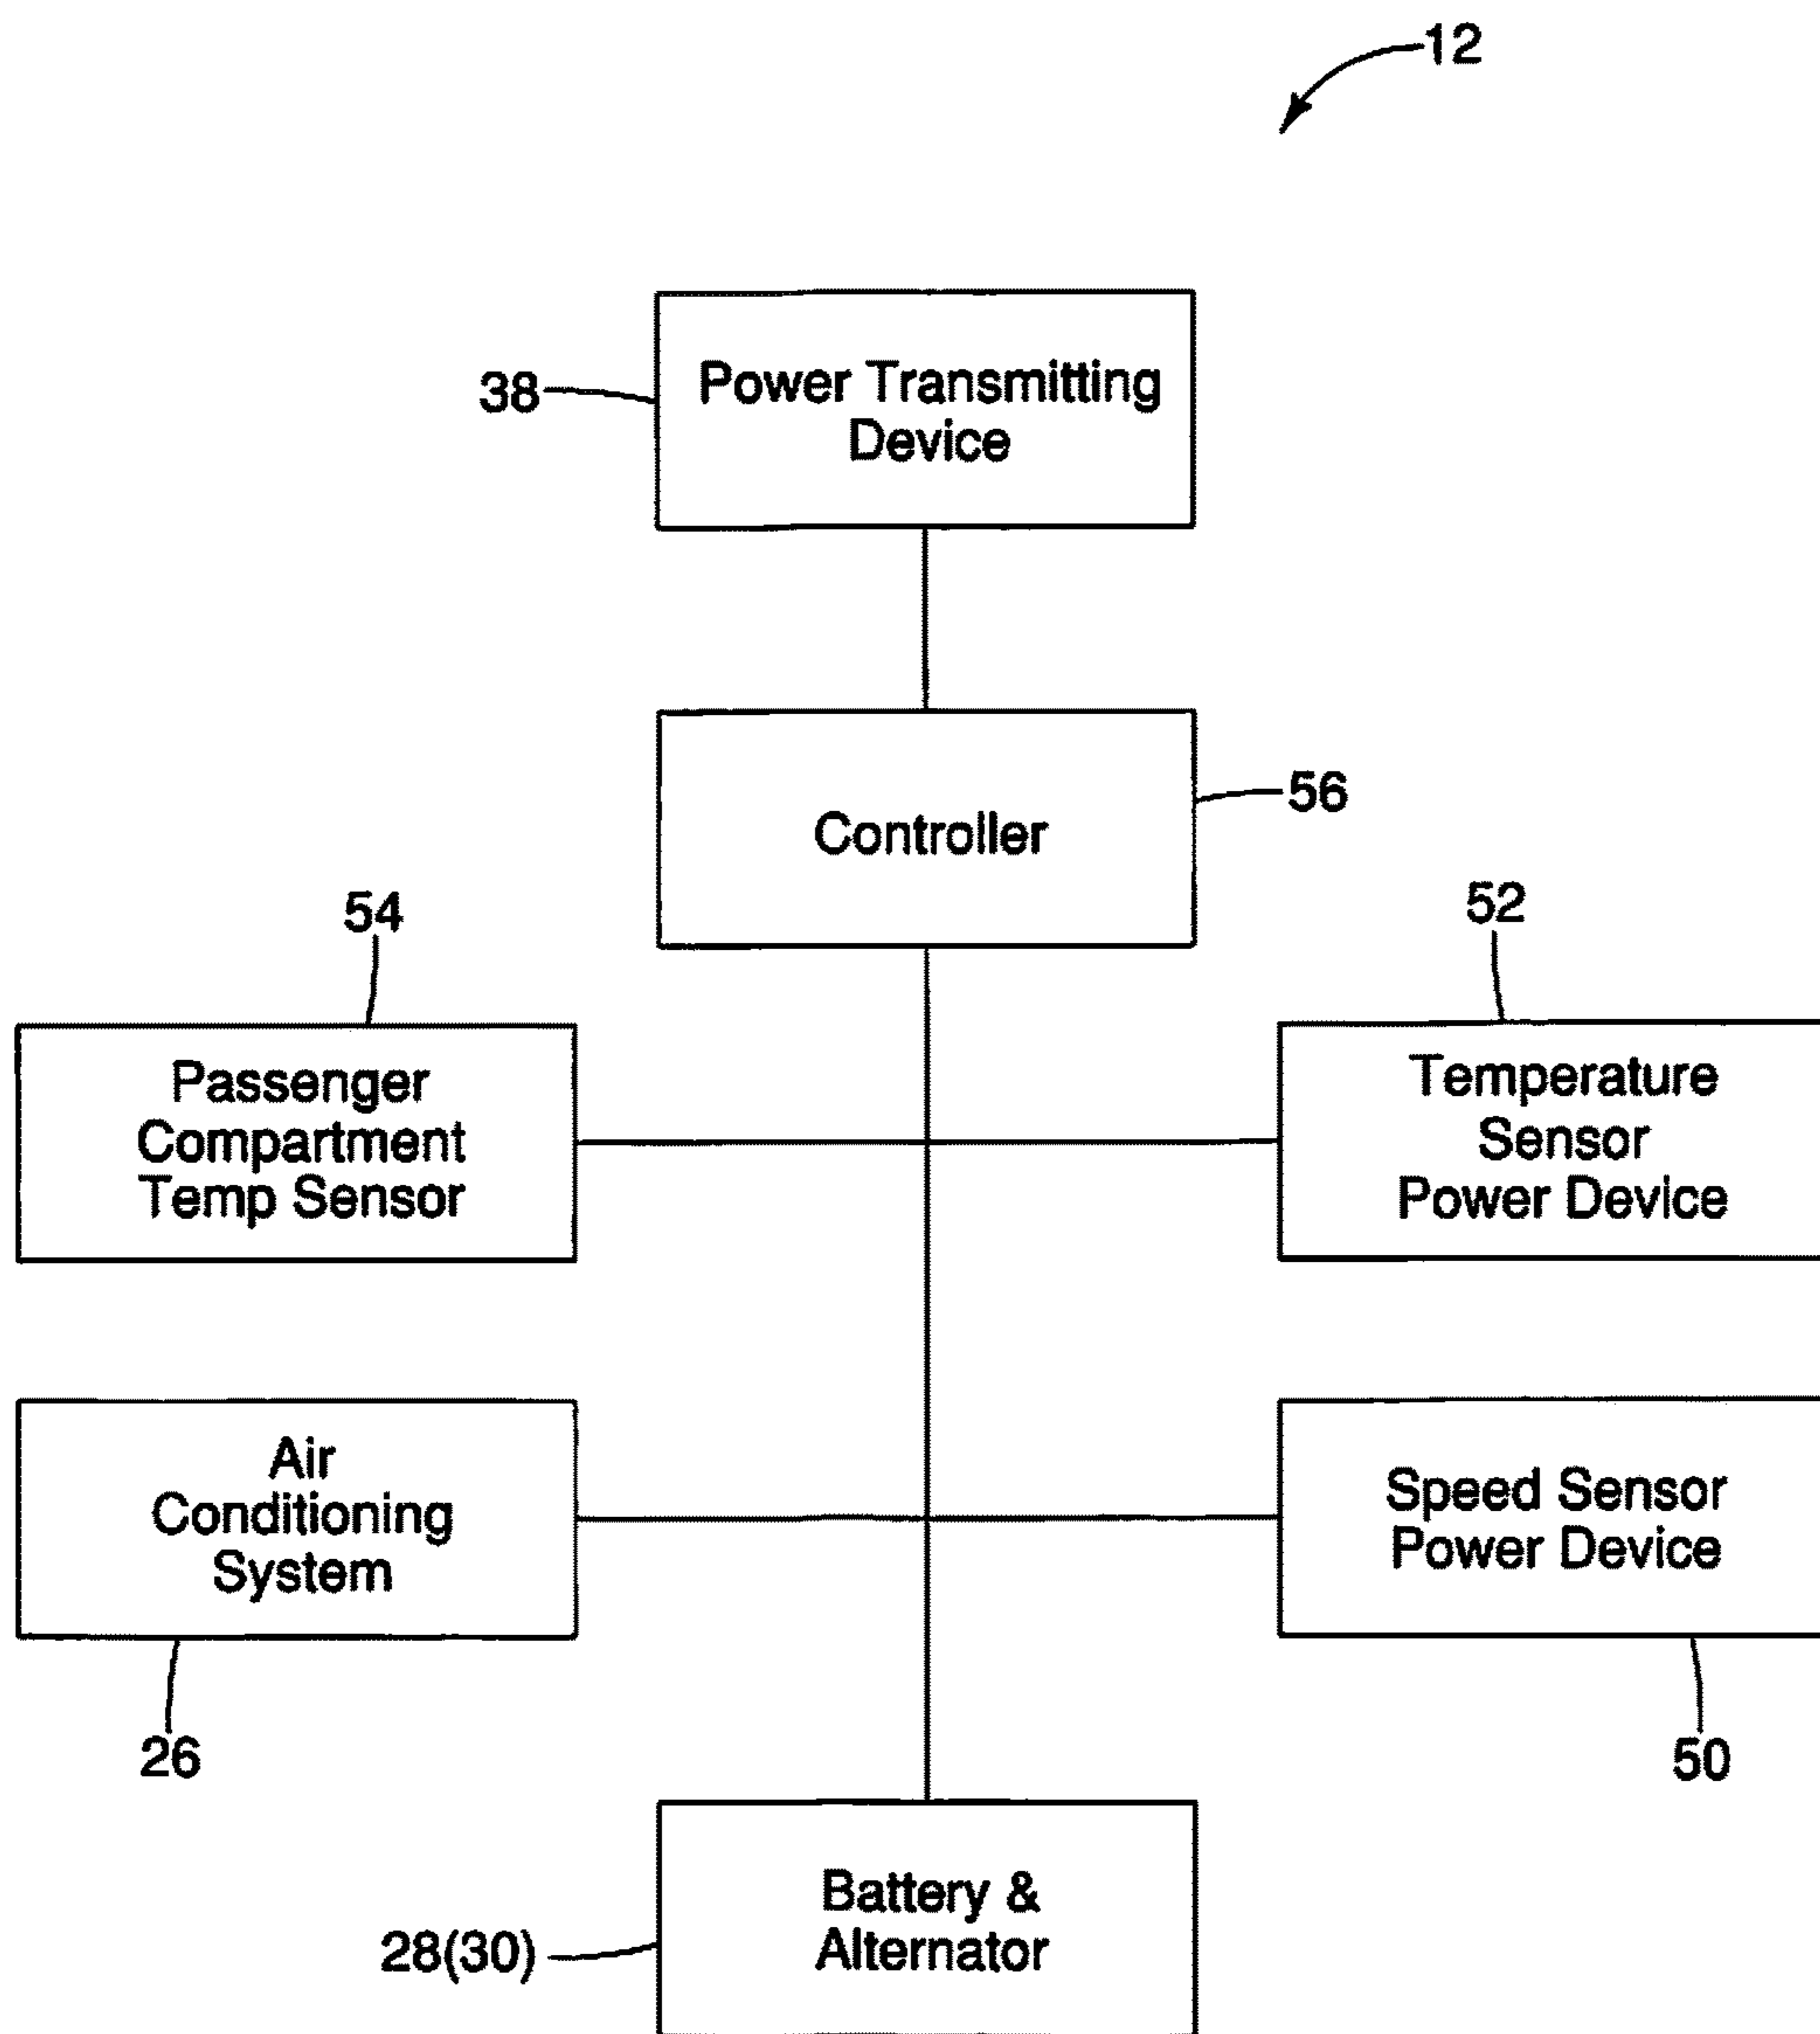 12
38
Power Transmitting
Device
Controller
56
54
52
Passenger
Compartment
Temp Sensor
Temperature
Sensor
Power Device
Air
Conditioning
System
Speed Sensor
Power Device
26
50
28(30)
Battery &
Alternator